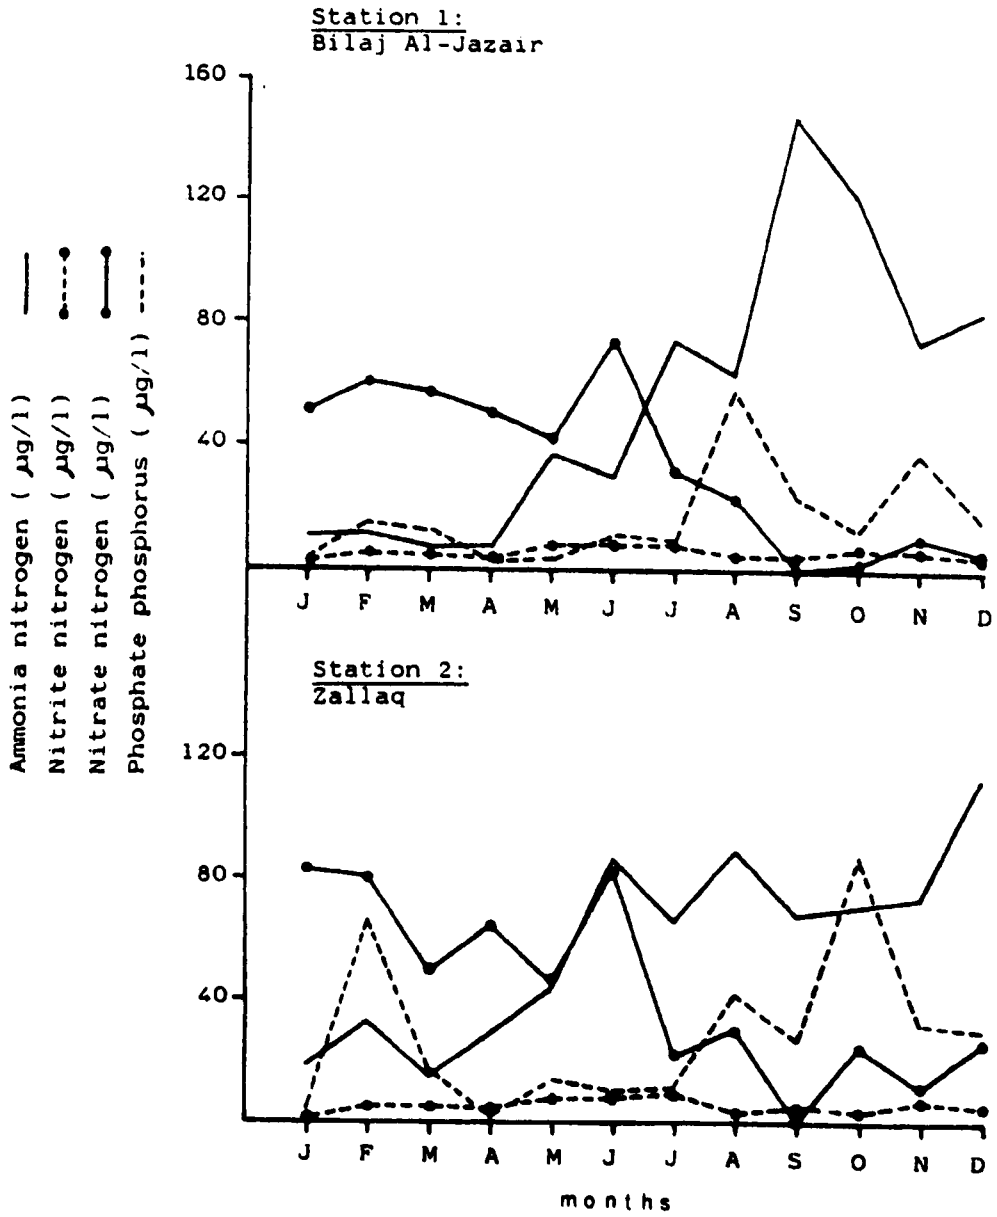 Station 1:
Bilaj Al-Jazair
160
120
80
40
J F M A M J J A S O N D
Ammonia nitrogen ( µg/l)
Nitrite nitrogen ( µg/l)
Nitrate nitrogen ( µg/l)
Phosphate phosphorus ( µg/l)
Station 2:
Zallaq
120
80
40
J F M A M J J A S O N D
months